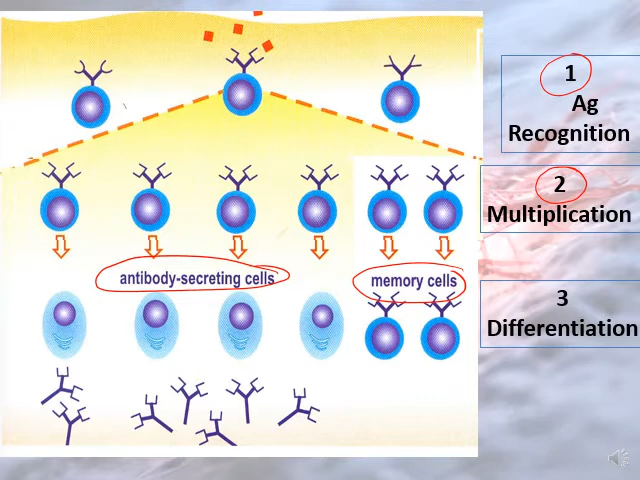 1
Ag
Recognition
2
Multiplication
antibody-secreting cells
memory cells
3
Differentiation